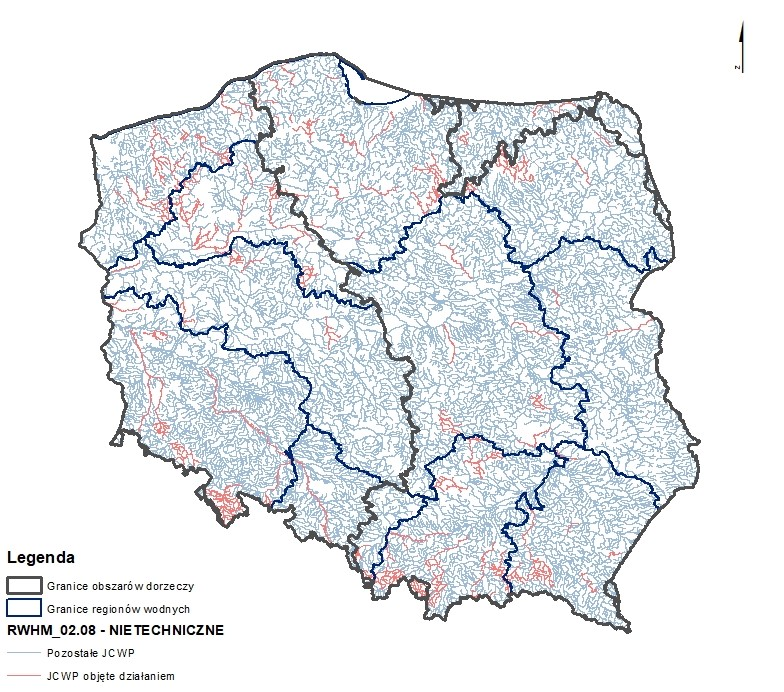 z
Legenda
Granice obszarów dorzeczy
Granice regionów wodnych
RWHM_02.08 - NIETECHNICZNE
Pozostałe JCWP
JCWP objęte działaniem